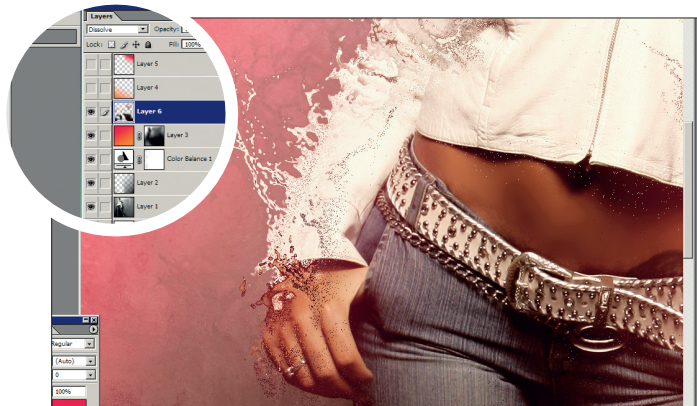 Layers
Dissolve Opacity:
Lock: Fill: 100%
Layer 5
Layer 4
Layer 6
Layer 3
Color Balance 1
Layer 2
Layer 1
Regular
(Auto)
0
100%